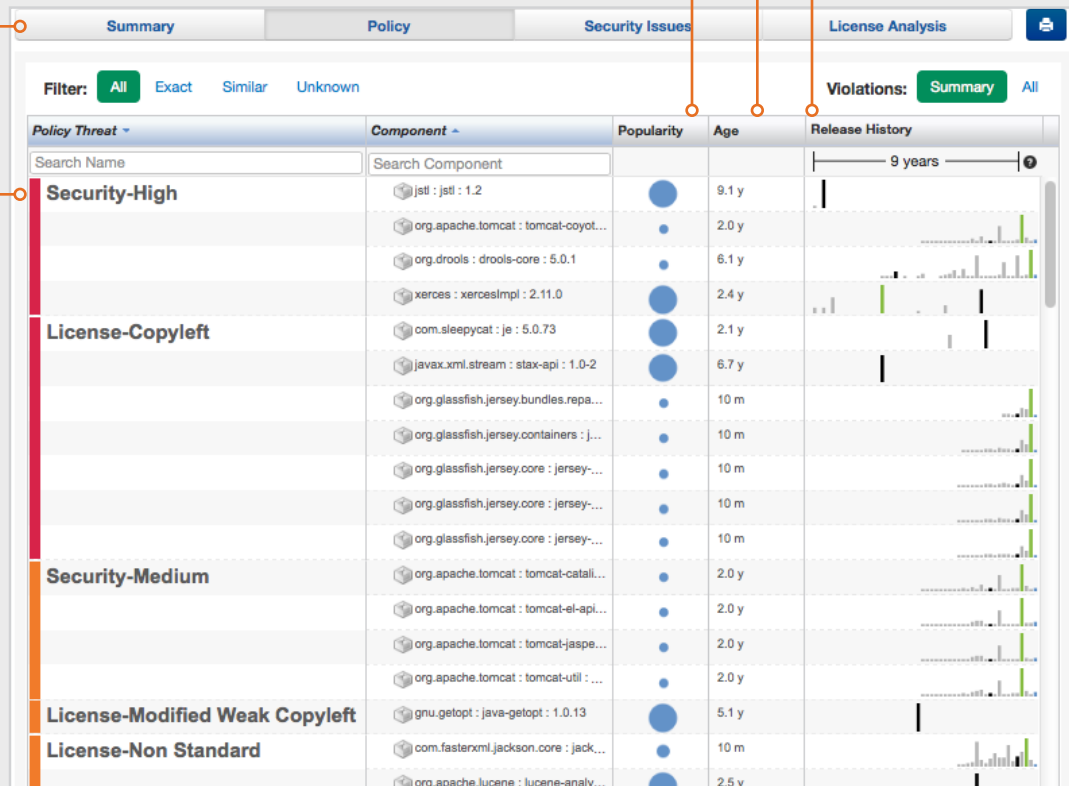 Summary Policy Security Issues License Analysis
Filter: All Exact Similar Unknown Violations: Summary All
Policy Threat Component Popularity Age Release History
Search Name Search Component 9 years ?
Security-High jstl : jstl : 1.2 9.1 y
org.apache.tomcat : tomcat-coyot... 2.0 y
org.drools : drools-core : 5.0.1 6.1 y
xerces : xercesImpl : 2.11.0 2.4 y
License-Copyleft com.sleepycat : je : 5.0.73 2.1 y
javax.xml.stream : stax-api : 1.0-2 6.7 y
org.glassfish.jersey.bundles.repa... 10 m
org.glassfish.jersey.containers : j... 10 m
org.glassfish.jersey.core : jersey-... 10 m
org.glassfish.jersey.core : jersey-... 10 m
org.glassfish.jersey.core : jersey-... 10 m
Security-Medium org.apache.tomcat : tomcat-catali... 2.0 y
org.apache.tomcat : tomcat-el-api... 2.0 y
org.apache.tomcat : tomcat-jaspe... 2.0 y
org.apache.tomcat : tomcat-util : ... 2.0 y
License-Modified Weak Copyleft gnu.getopt : java-getopt : 1.0.13 5.1 y
License-Non Standard com.fasterxml.jackson.core : jack... 10 m
org.apache.lucene : lucene-analy... 2.5 y